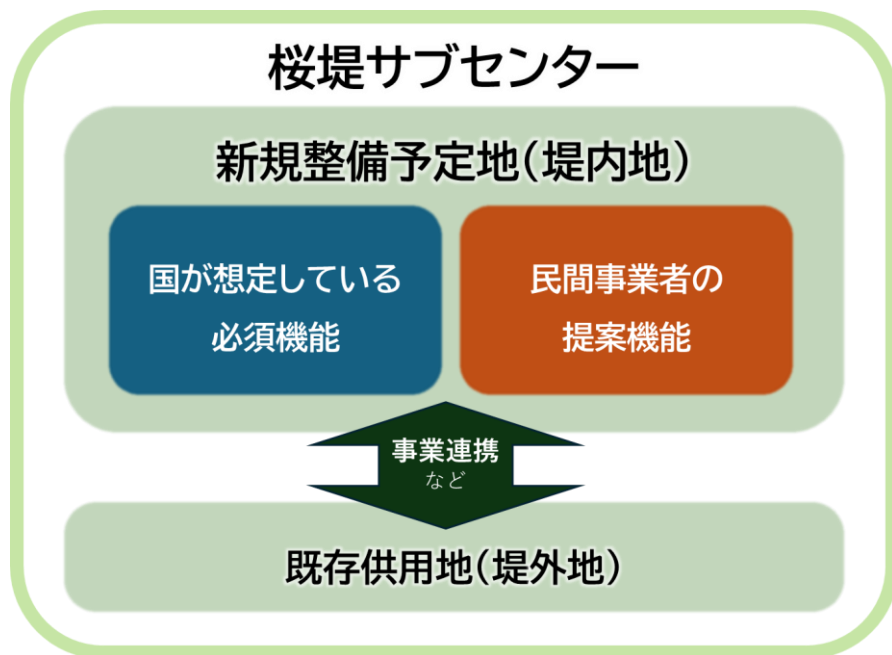 桜堤サブセンター
新規整備予定地(堤内地)
国が想定している
必須機能
民間事業者の
提案機能
事業連携
など
既存供用地(堤外地)